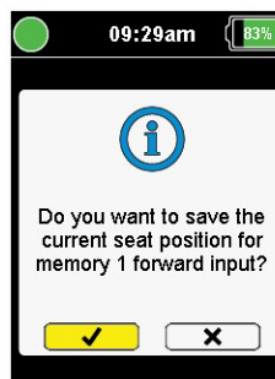 09:29am 83%
Do you want to save the
current seat position for
memory 1 forward input?